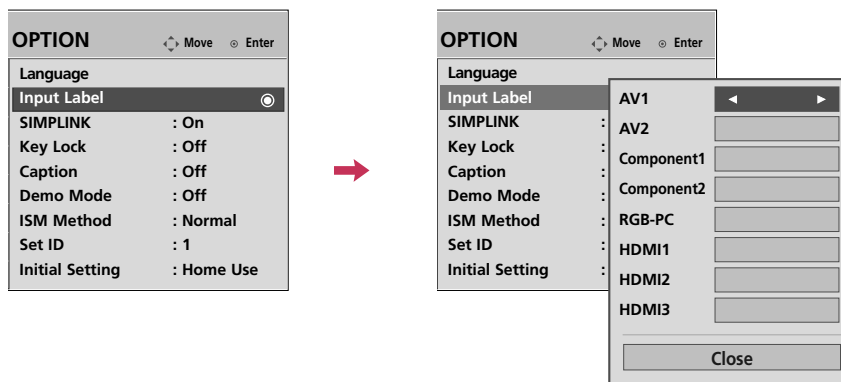 OPTION Move Enter
Language
Input Label
SIMPLINK : On
Key Lock : Off
Caption : Off
Demo Mode : Off
ISM Method : Normal
Set ID : 1
Initial Setting : Home Use
OPTION Move Enter
Language
Input Label
SIMPLINK :
Key Lock :
Caption :
Demo Mode :
ISM Method :
Set ID :
Initial Setting :
AV1 ◄ ►
AV2
Component1
Component2
RGB-PC
HDMI1
HDMI2
HDMI3
Close